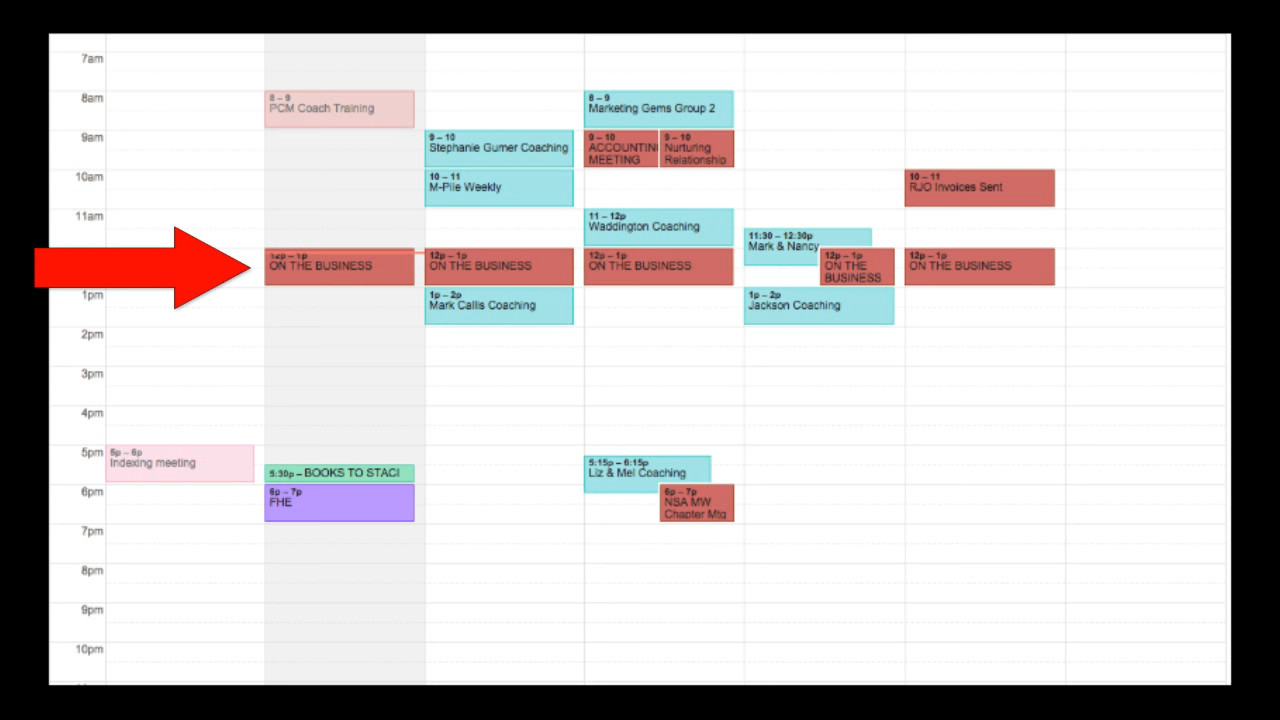 7am
8am
9am
10am
11am
1pm
2pm
3pm
4pm
5pm
6pm
7pm
8pm
9pm
10pm
5p – 6p
Indexing meeting
8 – 9
PCM Coach Training
12p – 1p
ON THE BUSINESS
5:30p – BOOKS TO STACI
6p – 7p
FHE
9 – 10
Stephanie Gumer Coaching
10 – 11
M-Pile Weekly
12p – 1p
ON THE BUSINESS
1p – 2p
Mark Callis Coaching
8 – 9
Marketing Gems Group 2
9 – 10
ACCOUNTIN
MEETING
9 – 10
Nurturing
Relationship
11 – 12p
Waddington Coaching
12p – 1p
ON THE BUSINESS
5:15p – 6:15p
Liz & Mel Coaching
6p – 7p
NSA MW
Chapter Mtg
11:30 – 12:30p
Mark & Nancy
12p – 1p
ON THE
BUSINESS
1p – 2p
Jackson Coaching
10 – 11
RJO Invoices Sent
12p – 1p
ON THE BUSINESS